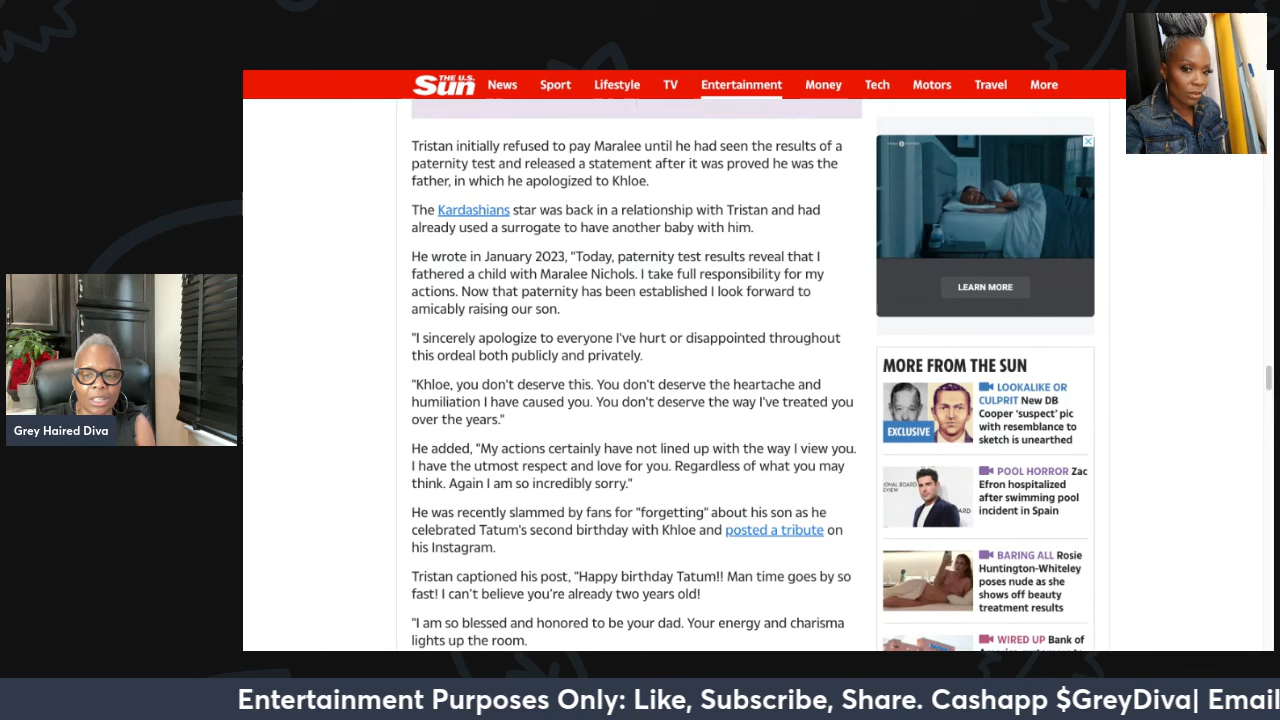 THE U.S.
Sun
News
Sport
Lifestyle
TV
Entertainment
Money
Tech
Motors
Travel
More
Tristan initially refused to pay Maralee until he had seen the results of a
paternity test and released a statement after it was proved he was the
father, in which he apologized to Khloe.
The Kardashians star was back in a relationship with Tristan and had
already used a surrogate to have another baby with him.
He wrote in January 2023, "Today, paternity test results reveal that I
fathered a child with Maralee Nichols. I take full responsibility for my
actions. Now that paternity has been established I look forward to
amicably raising our son.
"I sincerely apologize to everyone I've hurt or disappointed throughout
this ordeal both publicly and privately.
"Khloe, you don't deserve this. You don't deserve the heartache and
humiliation I have caused you. You don't deserve the way I've treated you
over the years."
He added, "My actions certainly have not lined up with the way I view you.
I have the utmost respect and love for you. Regardless of what you may
think. Again I am so incredibly sorry."
He was recently slammed by fans for "forgetting" about his son as he
celebrated Tatum's second birthday with Khloe and posted a tribute on
his Instagram.
Tristan captioned his post, "Happy birthday Tatum!! Man time goes by so
fast! I can't believe you're already two years old!
"I am so blessed and honored to be your dad. Your energy and charisma
lights up the room.
LEARN MORE
MORE FROM THE SUN
EXCLUSIVE
LOOKALIKE OR
CULPRIT New DB
Cooper 'suspect' pic
with resemblance to
sketch is unearthed
POOL HORROR Zac
Efron hospitalized
after swimming pool
incident in Spain
BARING ALL Rosie
Huntington-Whiteley
poses nude as she
shows off beauty
treatment results
WIRED UP Bank of
Grey Haired Diva
Entertainment Purposes Only: Like, Subscribe, Share. Cashapp $GreyDiva| Email